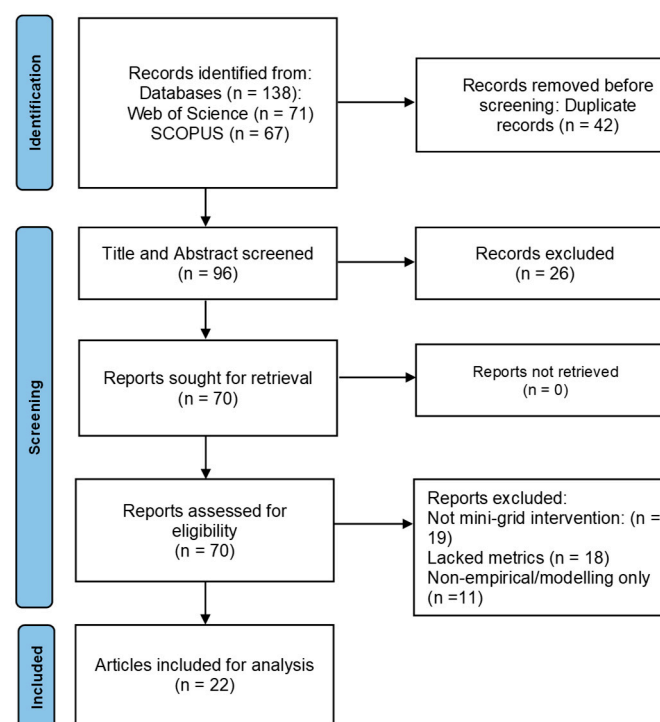 Identification
Records identified from:
Databases (n = 138):
Web of Science (n = 71)
SCOPUS (n = 67)
Records removed before
screening: Duplicate
records (n = 42)
Screening
Title and Abstract screened
(n = 96)
Records excluded
(n = 26)
Reports sought for retrieval
(n = 70)
Reports not retrieved
(n = 0)
Reports assessed for
eligibility
(n = 70)
Reports excluded:
Not mini-grid intervention: (n =
19)
Lacked metrics (n = 18)
Non-empirical/modelling only
(n =11)
Included
Articles included for analysis
(n = 22)